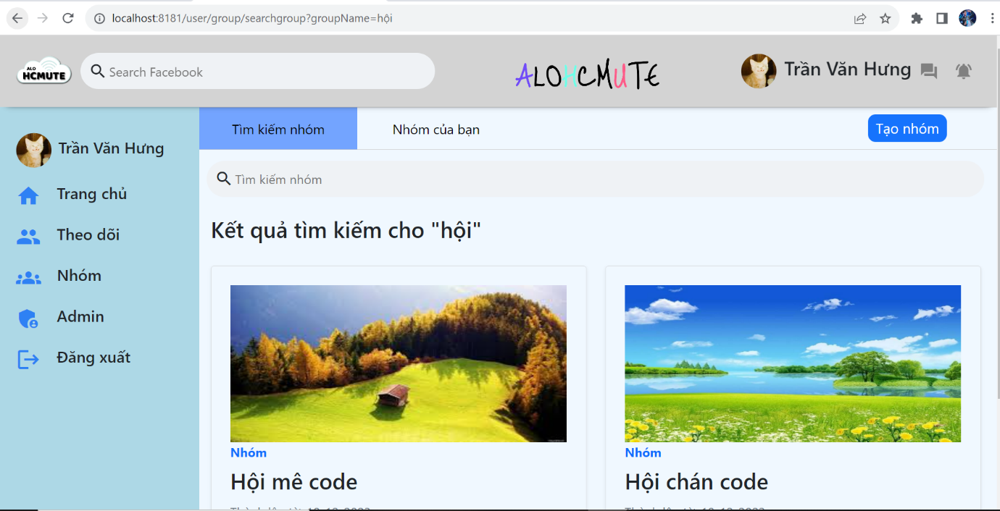 localhost:8181/user/group/searchgroup?groupName=hội
ALO
HCMUTE
Search Facebook
ALOHCMUTE
Trần Văn Hưng
Trần Văn Hưng
Trang chủ
Theo dõi
Nhóm
Admin
Đăng xuất
Tìm kiếm nhóm
Nhóm của bạn
Tạo nhóm
Tìm kiếm nhóm
Kết quả tìm kiếm cho "hội"
Nhóm
Hội mê code
Nhóm
Hội chán code